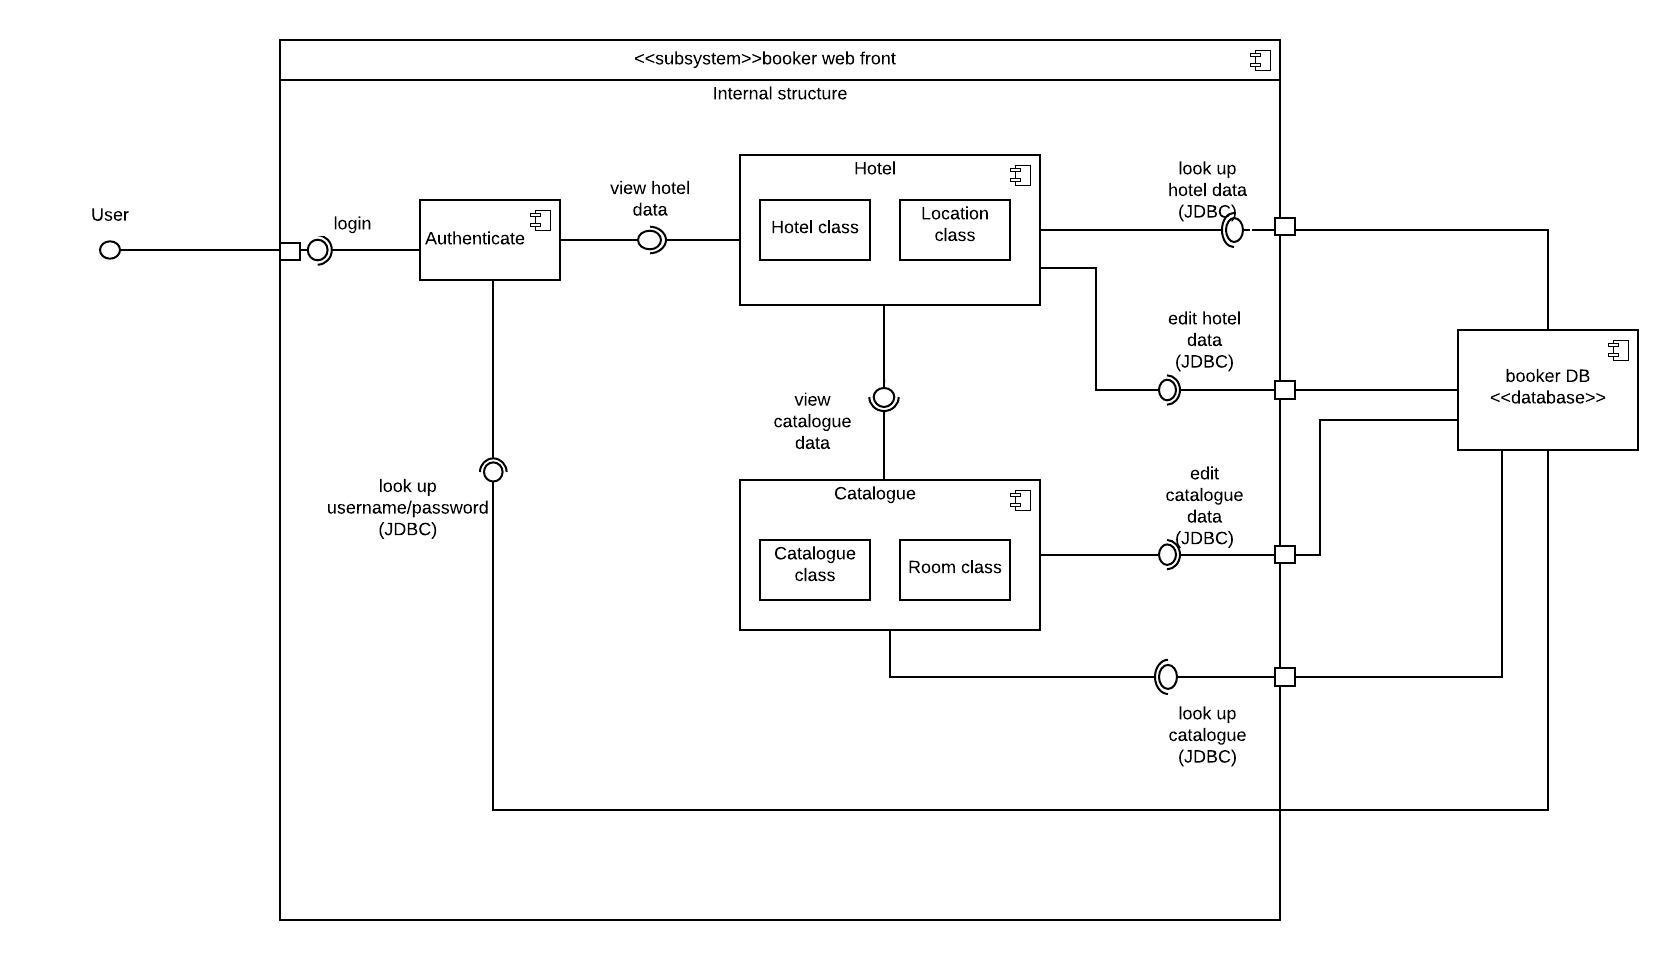 <<subsystem>>booker web front
Internal structure
User
login
Authenticate
view hotel
data
Hotel
Hotel class
Location
class
look up
hotel data
(JDBC)
edit hotel
data
(JDBC)
booker DB
<<database>>
view
catalogue
data
look up
username/password
(JDBC)
Catalogue
Catalogue
class
Room class
edit
catalogue
data
(JDBC)
look up
catalogue
(JDBC)